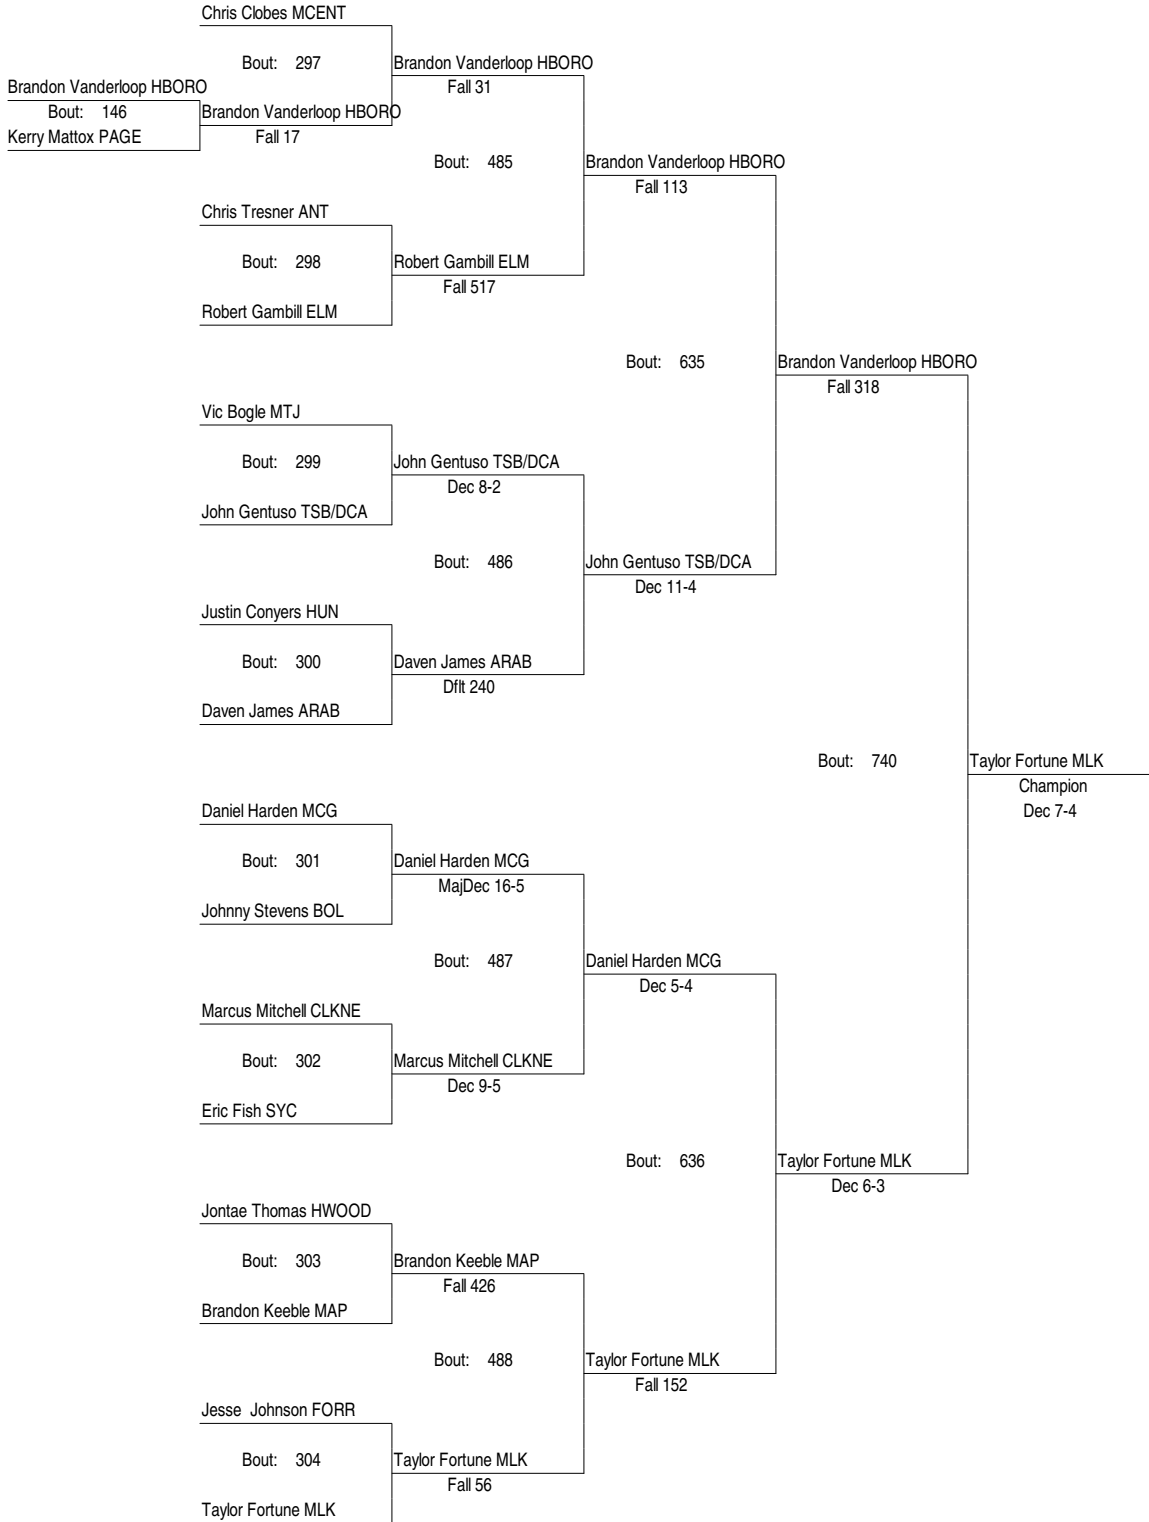 Chris Clobes MCENT
Bout: 297
Brandon Vanderloop HBORO
Fall 31
Brandon Vanderloop HBORO
Bout: 146
Kerry Mattox PAGE
Brandon Vanderloop HBORO
Fall 17
Bout: 485
Brandon Vanderloop HBORO
Fall 113
Chris Tresner ANT
Bout: 298
Robert Gambill ELM
Fall 517
Robert Gambill ELM
Bout: 635
Brandon Vanderloop HBORO
Fall 318
Vic Bogle MTJ
Bout: 299
John Gentuso TSB/DCA
Dec 8-2
John Gentuso TSB/DCA
Bout: 486
John Gentuso TSB/DCA
Dec 11-4
Justin Conyers HUN
Bout: 300
Daven James ARAB
Dflt 240
Daven James ARAB
Bout: 740
Taylor Fortune MLK
Champion
Dec 7-4
Daniel Harden MCG
Bout: 301
Daniel Harden MCG
MajDec 16-5
Johnny Stevens BOL
Bout: 487
Daniel Harden MCG
Dec 5-4
Marcus Mitchell CLKNE
Bout: 302
Marcus Mitchell CLKNE
Dec 9-5
Eric Fish SYC
Bout: 636
Taylor Fortune MLK
Dec 6-3
Jontae Thomas HWOOD
Bout: 303
Brandon Keeble MAP
Fall 426
Brandon Keeble MAP
Bout: 488
Taylor Fortune MLK
Fall 152
Jesse Johnson FORR
Bout: 304
Taylor Fortune MLK
Fall 56
Taylor Fortune MLK